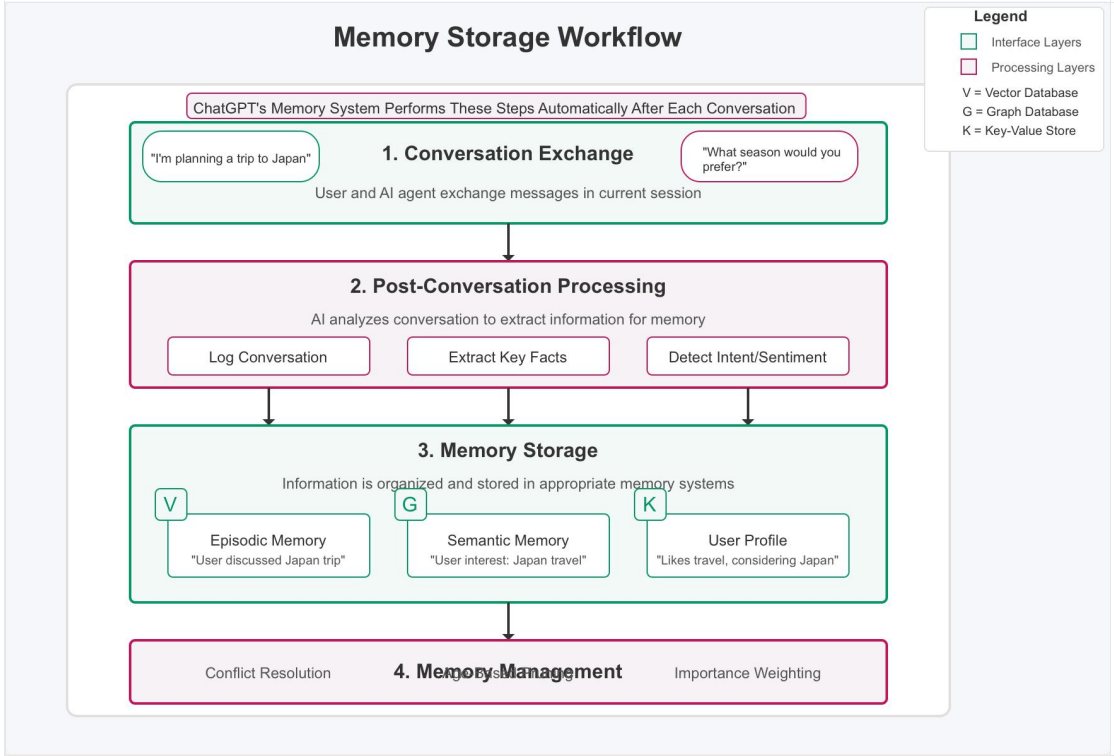 Memory Storage Workflow
Legend
Interface Layers
Processing Layers
V = Vector Database
G = Graph Database
K = Key-Value Store
ChatGPT's Memory System Performs These Steps Automatically After Each Conversation
"I'm planning a trip to Japan"
1. Conversation Exchange
"What season would you
prefer?"
User and AI agent exchange messages in current session
2. Post-Conversation Processing
AI analyzes conversation to extract information for memory
Log Conversation
Extract Key Facts
Detect Intent/Sentiment
3. Memory Storage
Information is organized and stored in appropriate memory systems
V
G
K
Episodic Memory
"User discussed Japan trip"
Semantic Memory
"User interest: Japan travel"
User Profile
"Likes travel, considering Japan"
4. Memory Management
Conflict Resolution
Importance Weighting